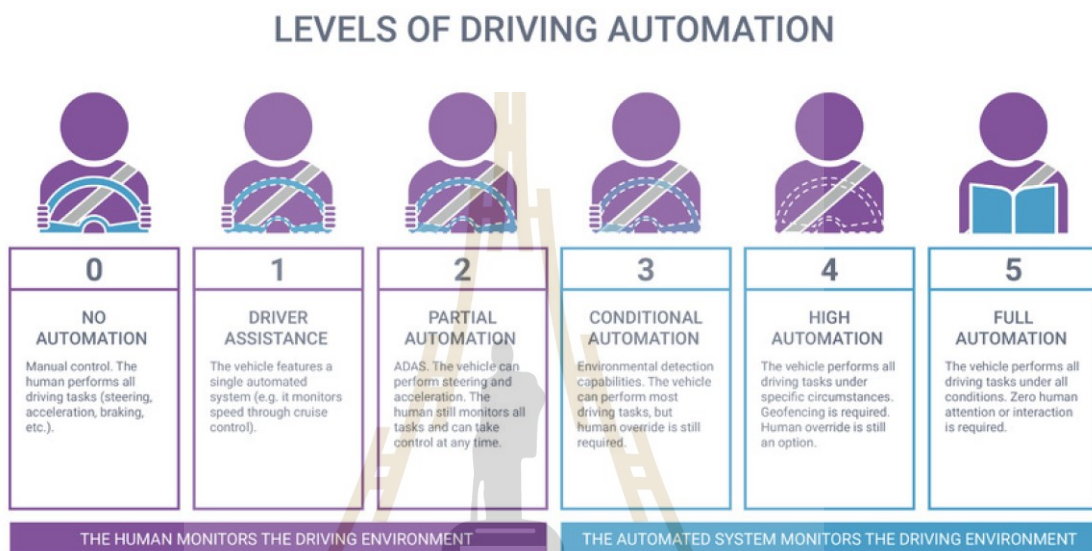 LEVELS OF DRIVING AUTOMATION
0
NO
AUTOMATION
Manual control. The
human performs all
driving tasks (steering,
acceleration, braking,
etc.).
1
DRIVER
ASSISTANCE
The vehicle features a
single automated
system (e.g. it monitors
speed through cruise
control).
2
PARTIAL
AUTOMATION
ADAS. The vehicle can
perform steering and
acceleration. The
human still monitors all
tasks and can take
control at any time.
3
CONDITIONAL
AUTOMATION
Environmental detection
capabilities. The vehicle
can perform most
driving tasks, but
human override is still
required.
4
HIGH
AUTOMATION
The vehicle performs all
driving tasks under
specific circumstances.
Geofencing is required.
Human override is still
an option.
5
FULL
AUTOMATION
The vehicle performs all
driving tasks under all
conditions. Zero human
attention or interaction
is required.
THE HUMAN MONITORS THE DRIVING ENVIRONMENT
THE AUTOMATED SYSTEM MONITORS THE DRIVING ENVIRONMENT